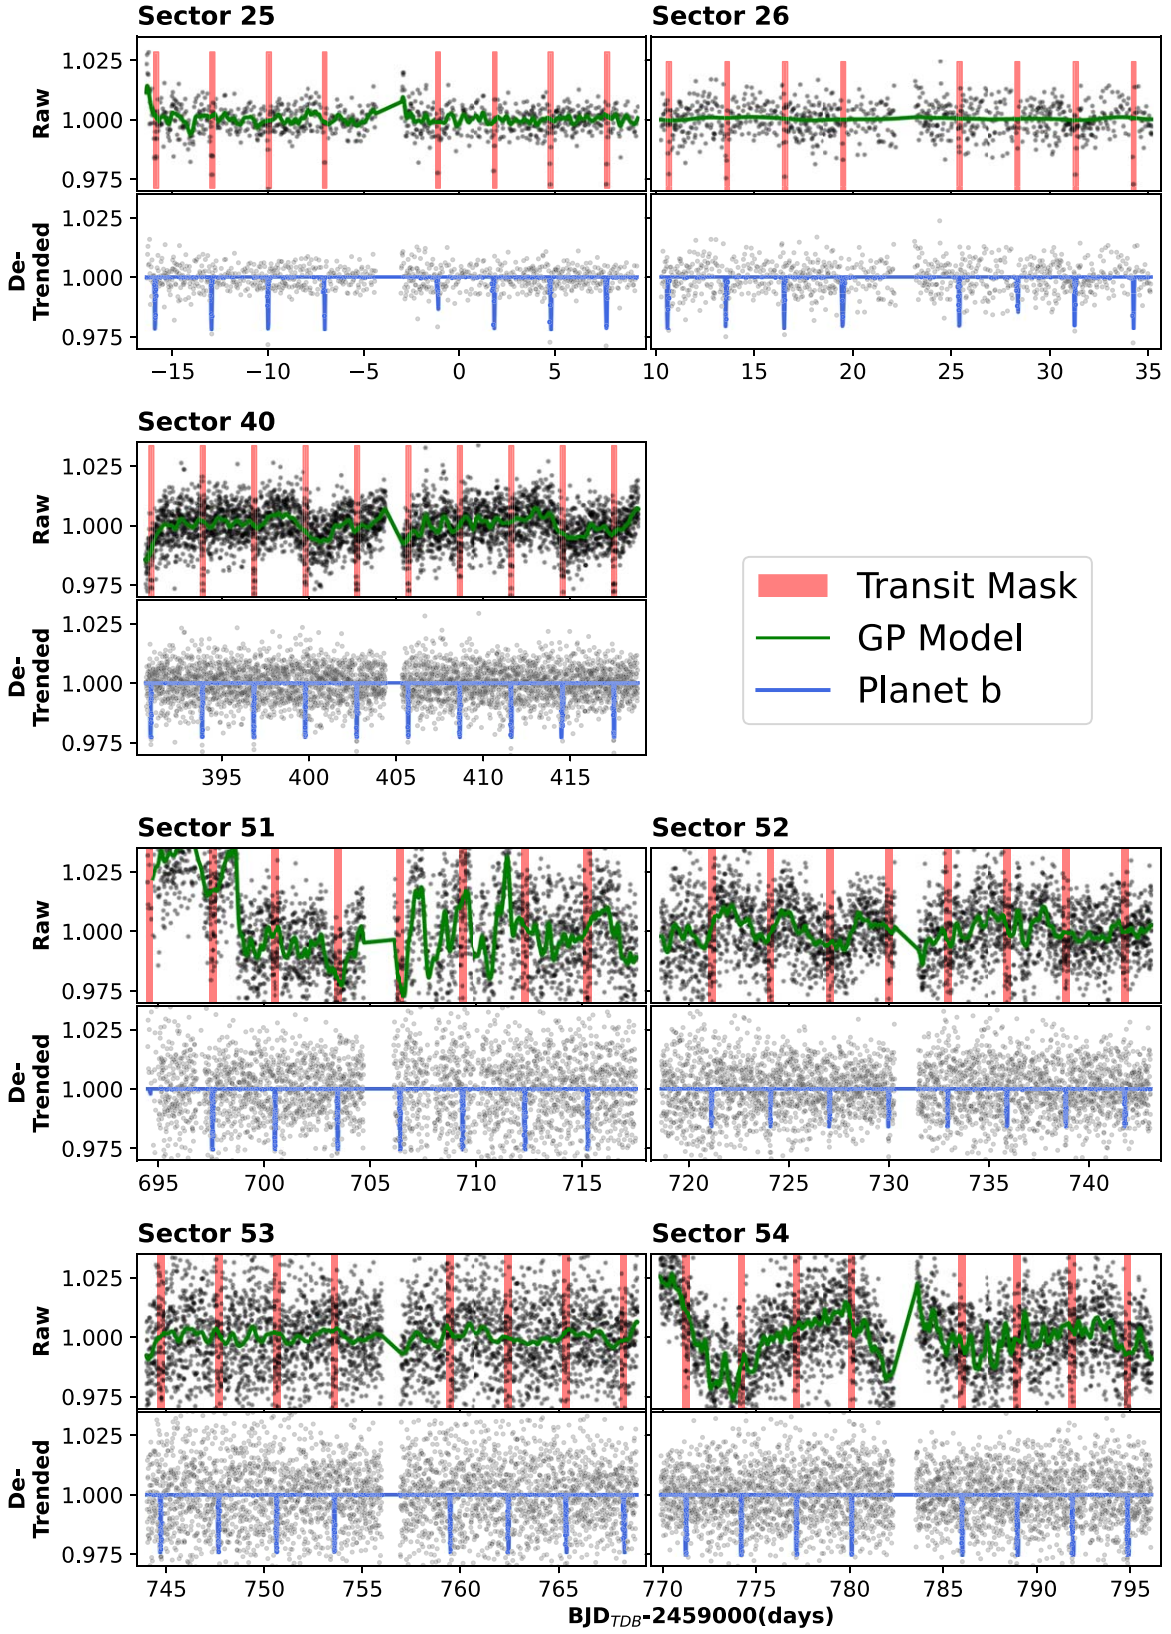 Sector 25 Sector 26
Raw
1.025
1.000
0.975
De-
Trended
1.025
1.000
0.975
−15 −10 −5 0 5 10 15 20 25 30 35
Sector 40
Raw
1.025
1.000
0.975
De-
Trended
1.025
1.000
0.975
395 400 405 410 415
Transit Mask
GP Model
Planet b
Sector 51 Sector 52
Raw
1.025
1.000
0.975
De-
Trended
1.025
1.000
0.975
695 700 705 710 715 720 725 730 735 740
Sector 53 Sector 54
Raw
1.025
1.000
0.975
De-
Trended
1.025
1.000
0.975
745 750 755 760 765 770 775 780 785 790 795
BJD_TDB-2459000(days)